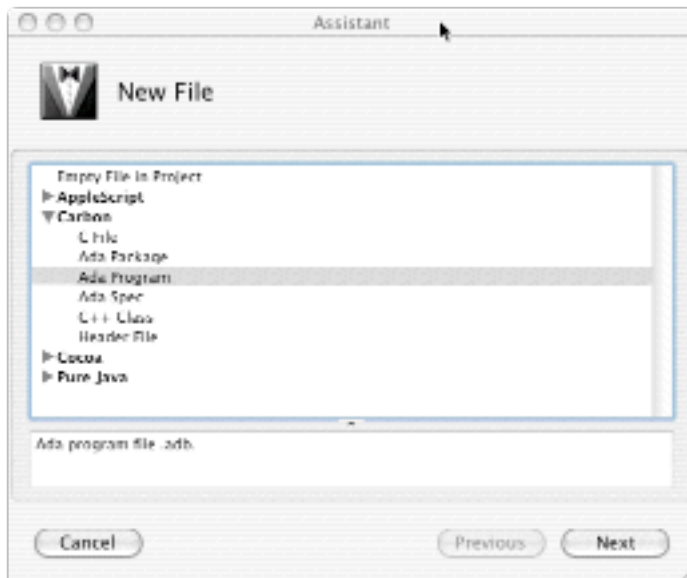 Assistant
New File
Empty File in Project
AppleScript
Carbon
C File
Ada Package
Ada Program
Ada Spec
C++ Class
Header File
Cocoa
Pure Java
Ada program file .adb.
Cancel
Previous
Next